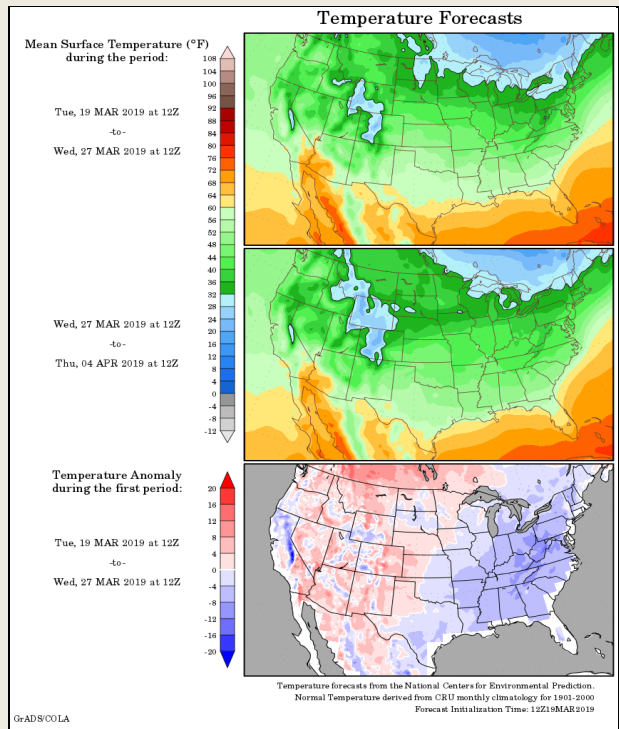 Temperature Forecasts
Mean Surface Temperature (°F)
during the period:
Tue, 19 MAR 2019 at 12Z
-to-
Wed, 27 MAR 2019 at 12Z
108
104
100
96
92
88
84
80
76
72
68
64
60
56
52
48
44
40
36
32
28
24
20
16
12
8
4
0
-4
-8
-12
Wed, 27 MAR 2019 at 12Z
-to-
Thu, 04 APR 2019 at 12Z
Temperature Anomaly
during the first period:
Tue, 19 MAR 2019 at 12Z
-to-
Wed, 27 MAR 2019 at 12Z
20
16
12
8
4
0
-4
-8
-12
-16
-20
Temperature forecasts from the National Centers for Environmental Prediction.
Normal Temperature derived from CRU monthly climatology for 1901-2000
Forecast Initialization Time: 12Z19MAR2019
GrADS/COLA